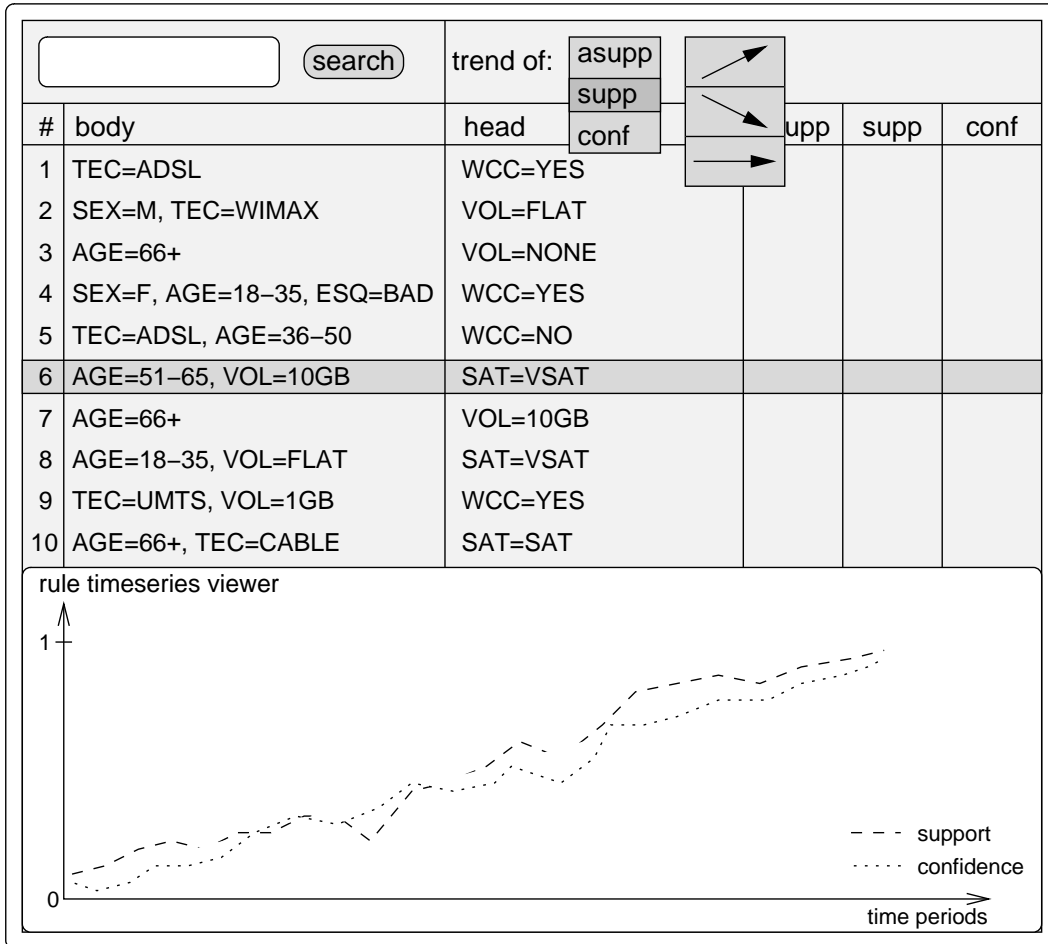 search trend of: asupp
supp
conf
# body head upp supp conf
1 TEC=ADSL WCC=YES
2 SEX=M, TEC=WIMAX VOL=FLAT
3 AGE=66+ VOL=NONE
4 SEX=F, AGE=18−35, ESQ=BAD WCC=YES
5 TEC=ADSL, AGE=36−50 WCC=NO
6 AGE=51−65, VOL=10GB SAT=VSAT
7 AGE=66+ VOL=10GB
8 AGE=18−35, VOL=FLAT SAT=VSAT
9 TEC=UMTS, VOL=1GB WCC=YES
10 AGE=66+, TEC=CABLE SAT=SAT
rule timeseries viewer
1
support
confidence
0
time periods